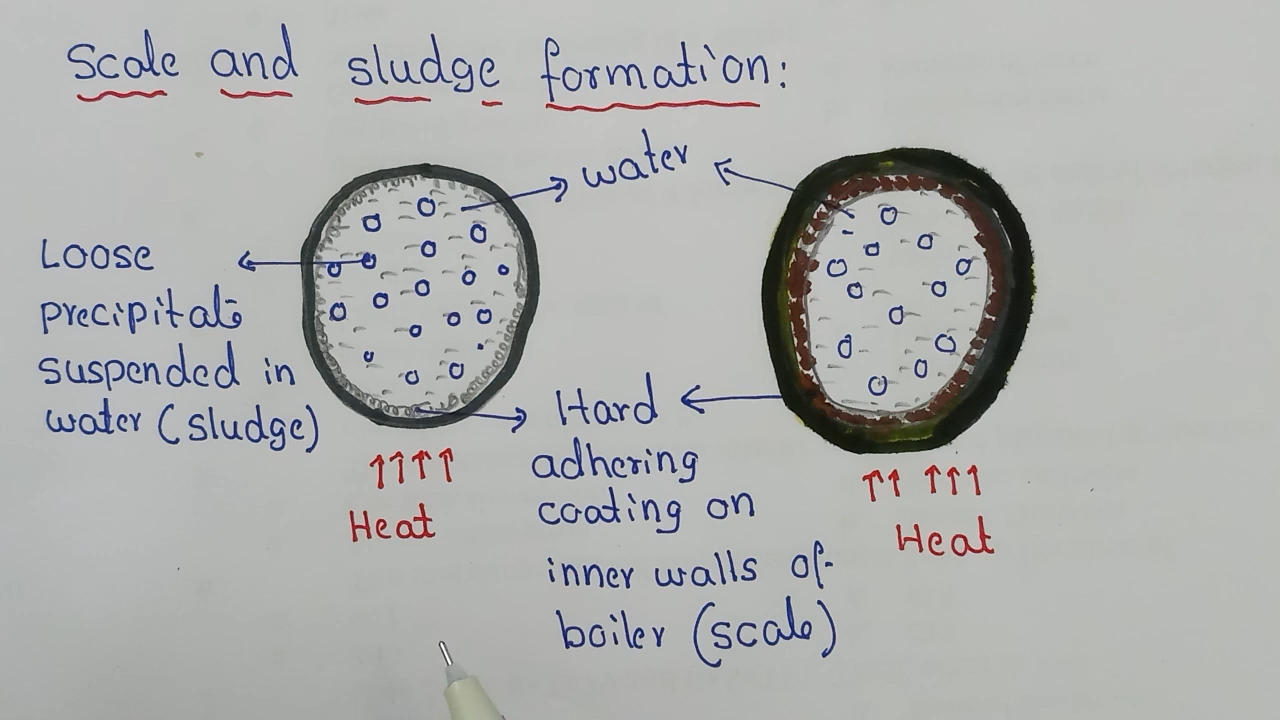 Scale and sludge formation:
water
Loose
precipitate
suspended in
water (sludge)
Hard
adhering
coating on
inner walls of
boiler (scale)
Heat
Heat